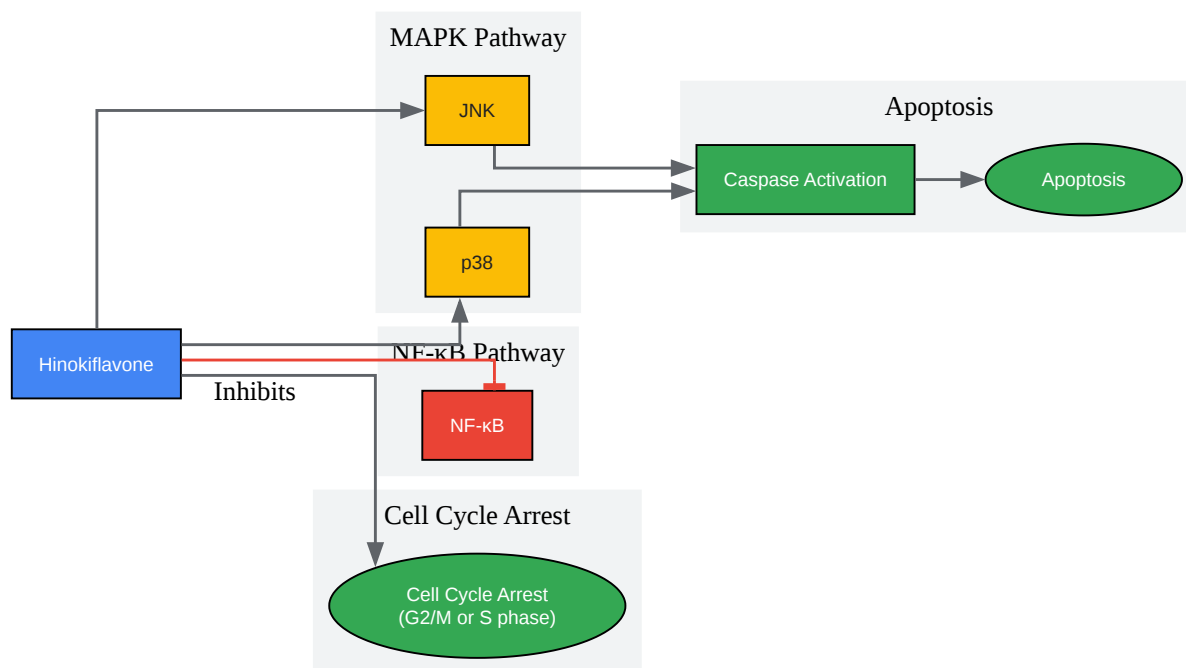 MAPK Pathway
JNK
Apoptosis
Caspase Activation
Apoptosis
p38
Hinokiflavone
NF-κB Pathway
Inhibits
NF-κB
Cell Cycle Arrest
Cell Cycle Arrest
(G2/M or S phase)